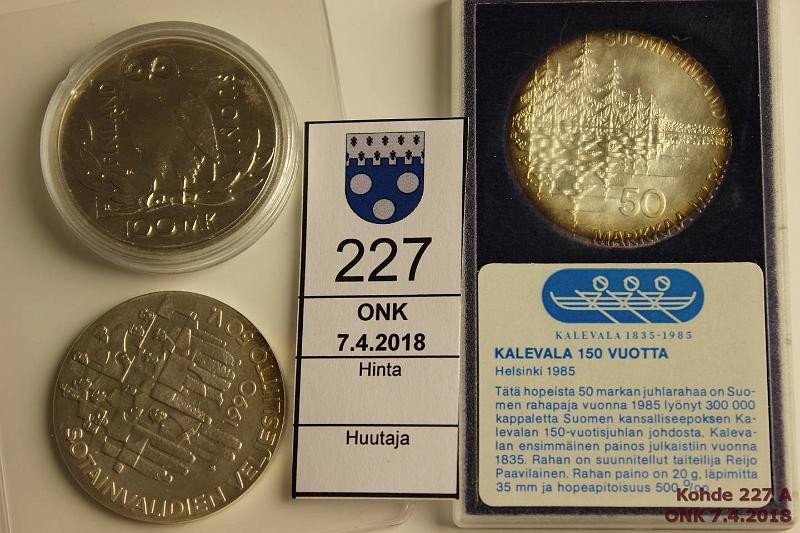 SUOMI
FINLAND
100 MK
SOTAINVALIDIEN VELJESLIITTO 50 V
1990
227
ONK
7.4.2018
Hinta
Huutaja
SUOMI FINLAND
50
MARKKAA MARK
KALEVALA 1835-1985
KALEVALA 150 VUOTTA
Helsinki 1985
Tätä hopeista 50 markan juhlarahaa on Suo-
men rahapaja vuonna 1985 lyönyt 300 000
kappaletta Suomen kansalliseepoksen Ka-
levalan 150-vuotisjuhlan johdosta. Kaleva-
lan ensimmäinen painos julkaistiin vuonna
1835. Rahan on suunnitellut taiteilija Reijo
Paavilainen. Rahan paino on 20 g, läpimitta
35 mm ja hopeapitoisuus 500 º/oo
Kohde 227 A
ONK 7.4.2018